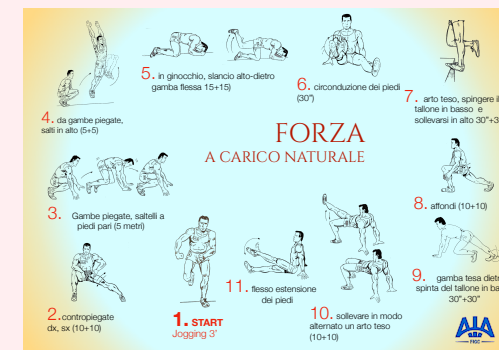 5. in ginocchio, slancio alto-dietro
gamba flessa 15+15)
6. circonduzione dei piedi
(30")
7. arto teso, spingere il
tallone in basso e
sollevarsi in alto 30"+3
4. da gambe piegate,
salti in alto (5+5)
FORZA
A CARICO NATURALE
3. Gambe piegate, saltelli a
piedi pari (5 metri)
8. affondi (10+10)
2. contropiegate
dx, sx (10+10)
1. START
Jogging 3'
11. flesso estensione
dei piedi
10. sollevare in modo
alternato un arto teso
(10+10)
9. gamba tesa dietr
spinta del tallone in ba
30"+30"
AIA
FIGC